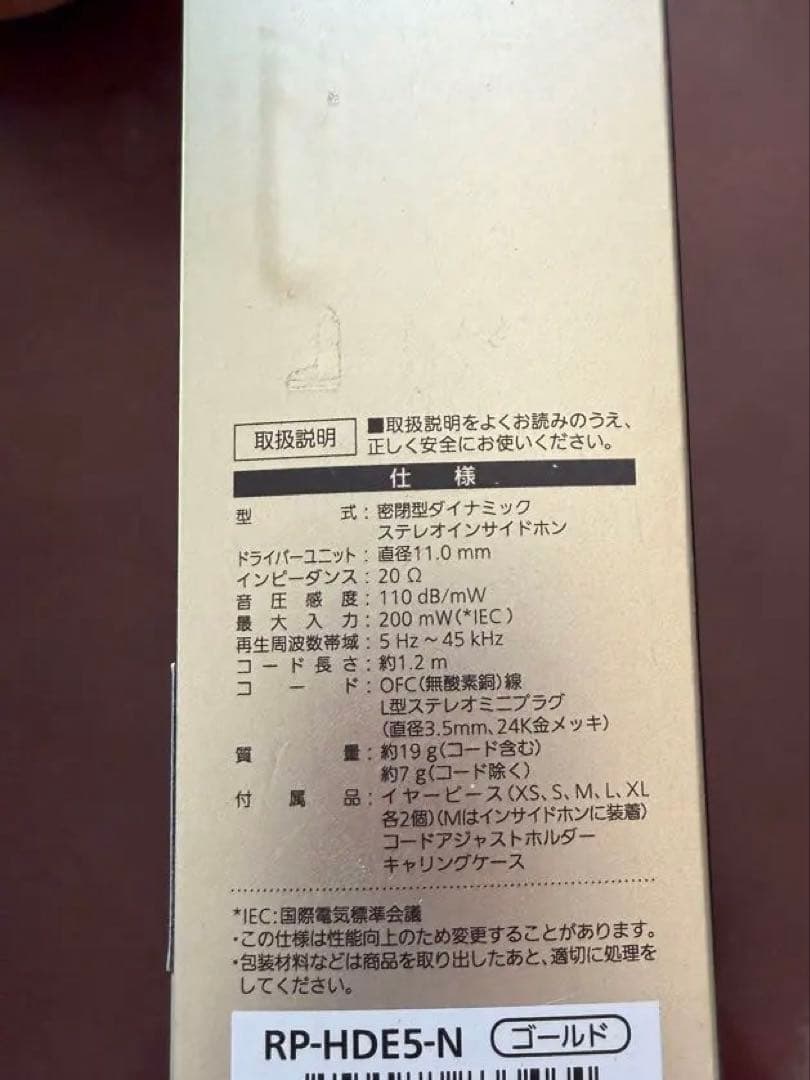 取扱説明
■取扱説明をよくお読みのうえ、
正しく安全にお使いください。
仕 様
型 式：密閉型ダイナミック
ステレオインサイドホン
ドライバーユニット：直径11.0 mm
インピーダンス：20 Ω
音圧感度：110 dB/mW
最大入力：200 mW(*IEC)
再生周波数帯域：5 Hz～45 kHz
コード長さ：約1.2 m
コード：OFC(無酸素銅)線
L型ステレオミニプラグ
(直径3.5mm、24K金メッキ)
質 量：約19 g(コード含む)
約7 g(コード除く)
付属品：イヤーピース(XS、S、M、L、XL
各2個)(Mはインサイドホンに装着)
コードアジャストホルダー
キャリングケース
*IEC:国際電気標準会議
・この仕様は性能向上のため変更することがあります。
・包装材料などは商品を取り出したあと、適切に処理を
してください。
RP-HDE5-N ゴールド